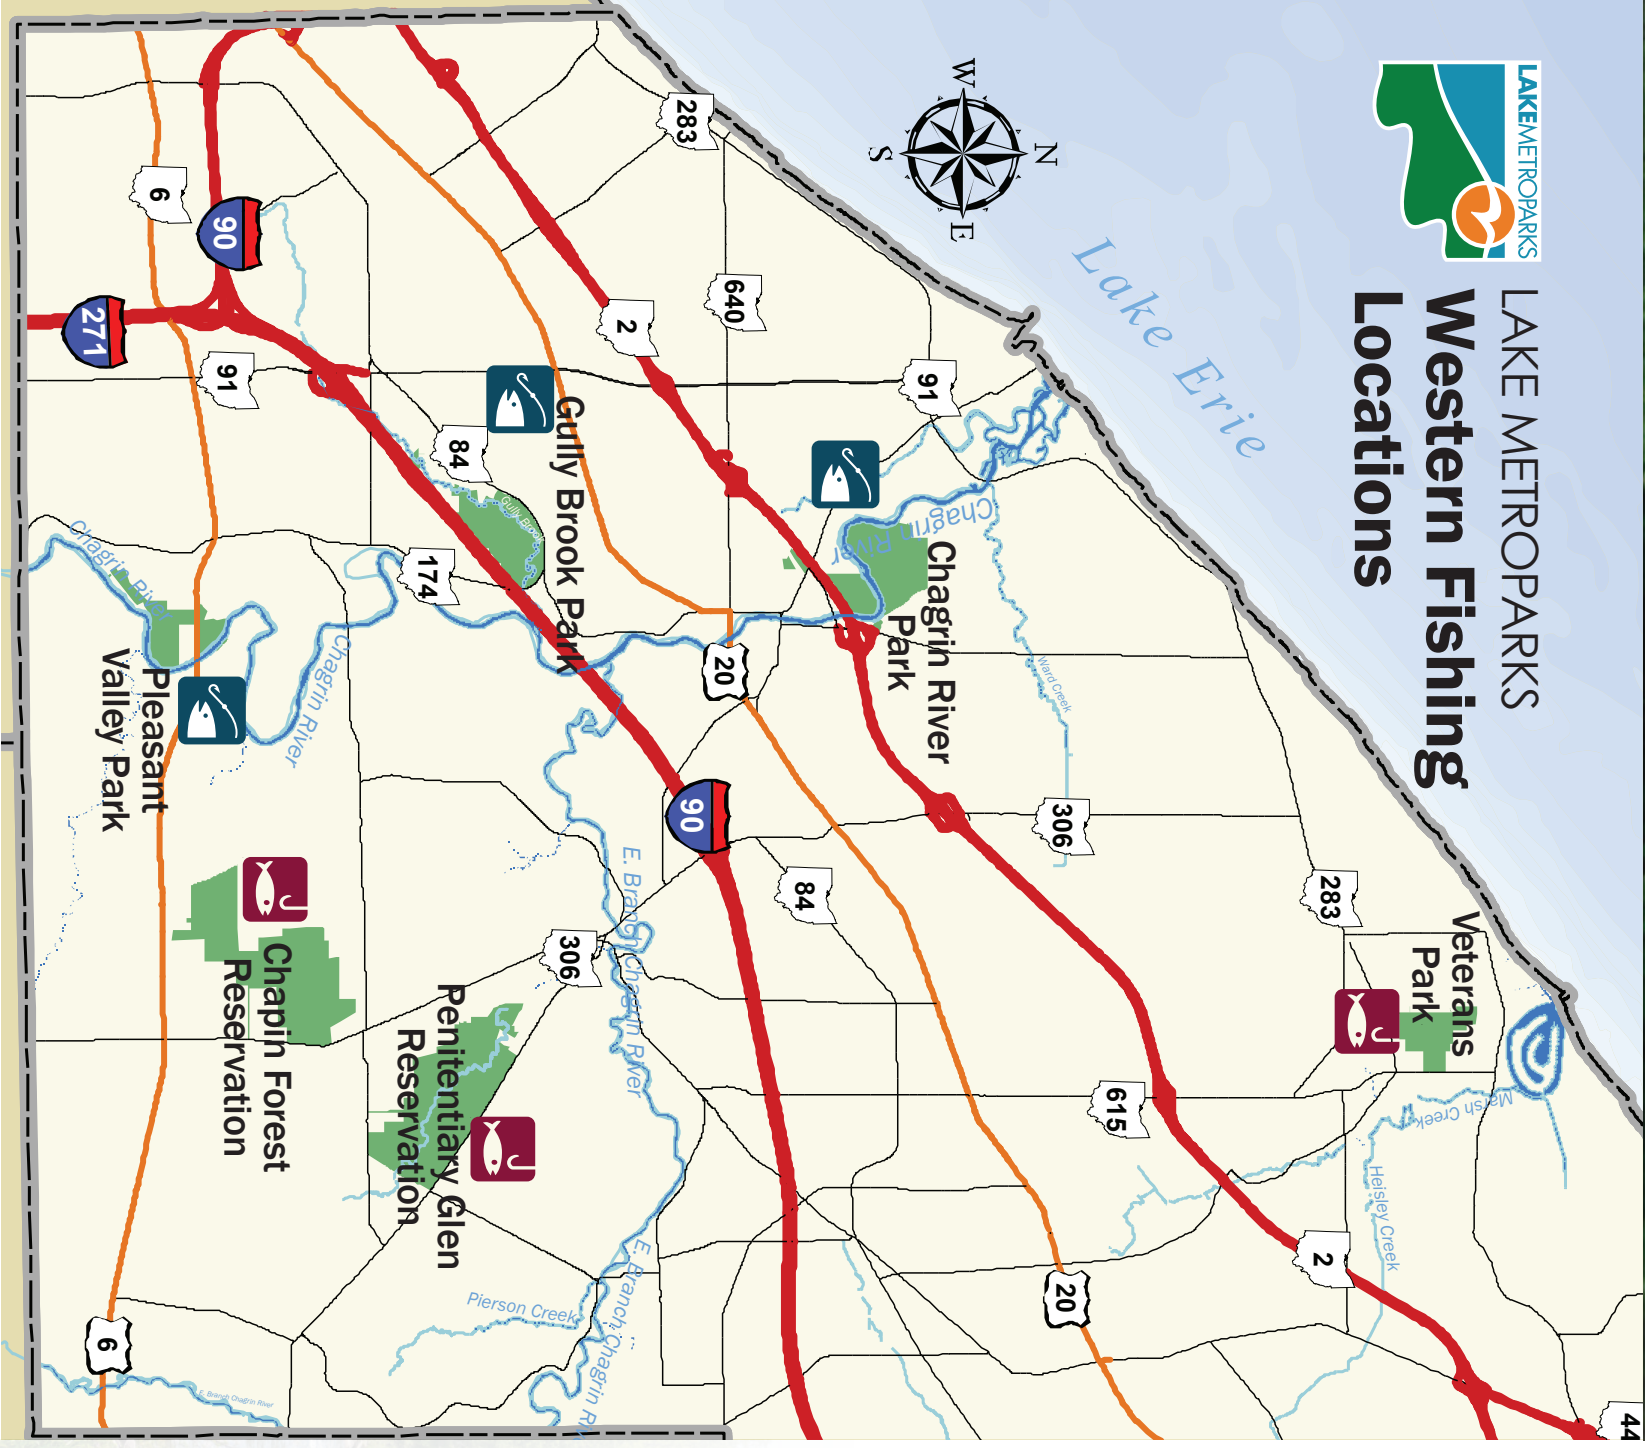 LAKEMETROPARKS
LAKE METROPARKS
Western Fishing
Locations
Lake Erie
N
W
E
S
283
640
91
2
6
90
271
91
84
Gully Brook Park
Gully Brook
174
Chagrin River
Chagrin River
Park
20
Ward Creek
306
283
Veterans
Park
Marsh Creek
Heisley Creek
615
2
44
Chagrin River
Chagrin River
Pleasant
Valley Park
90
84
E. Branch Chagrin River
306
Chapin Forest
Reservation
Penitentiary Glen
Reservation
E. Branch Chagrin
Pierson Creek
20
6
E. Branch Chagrin River